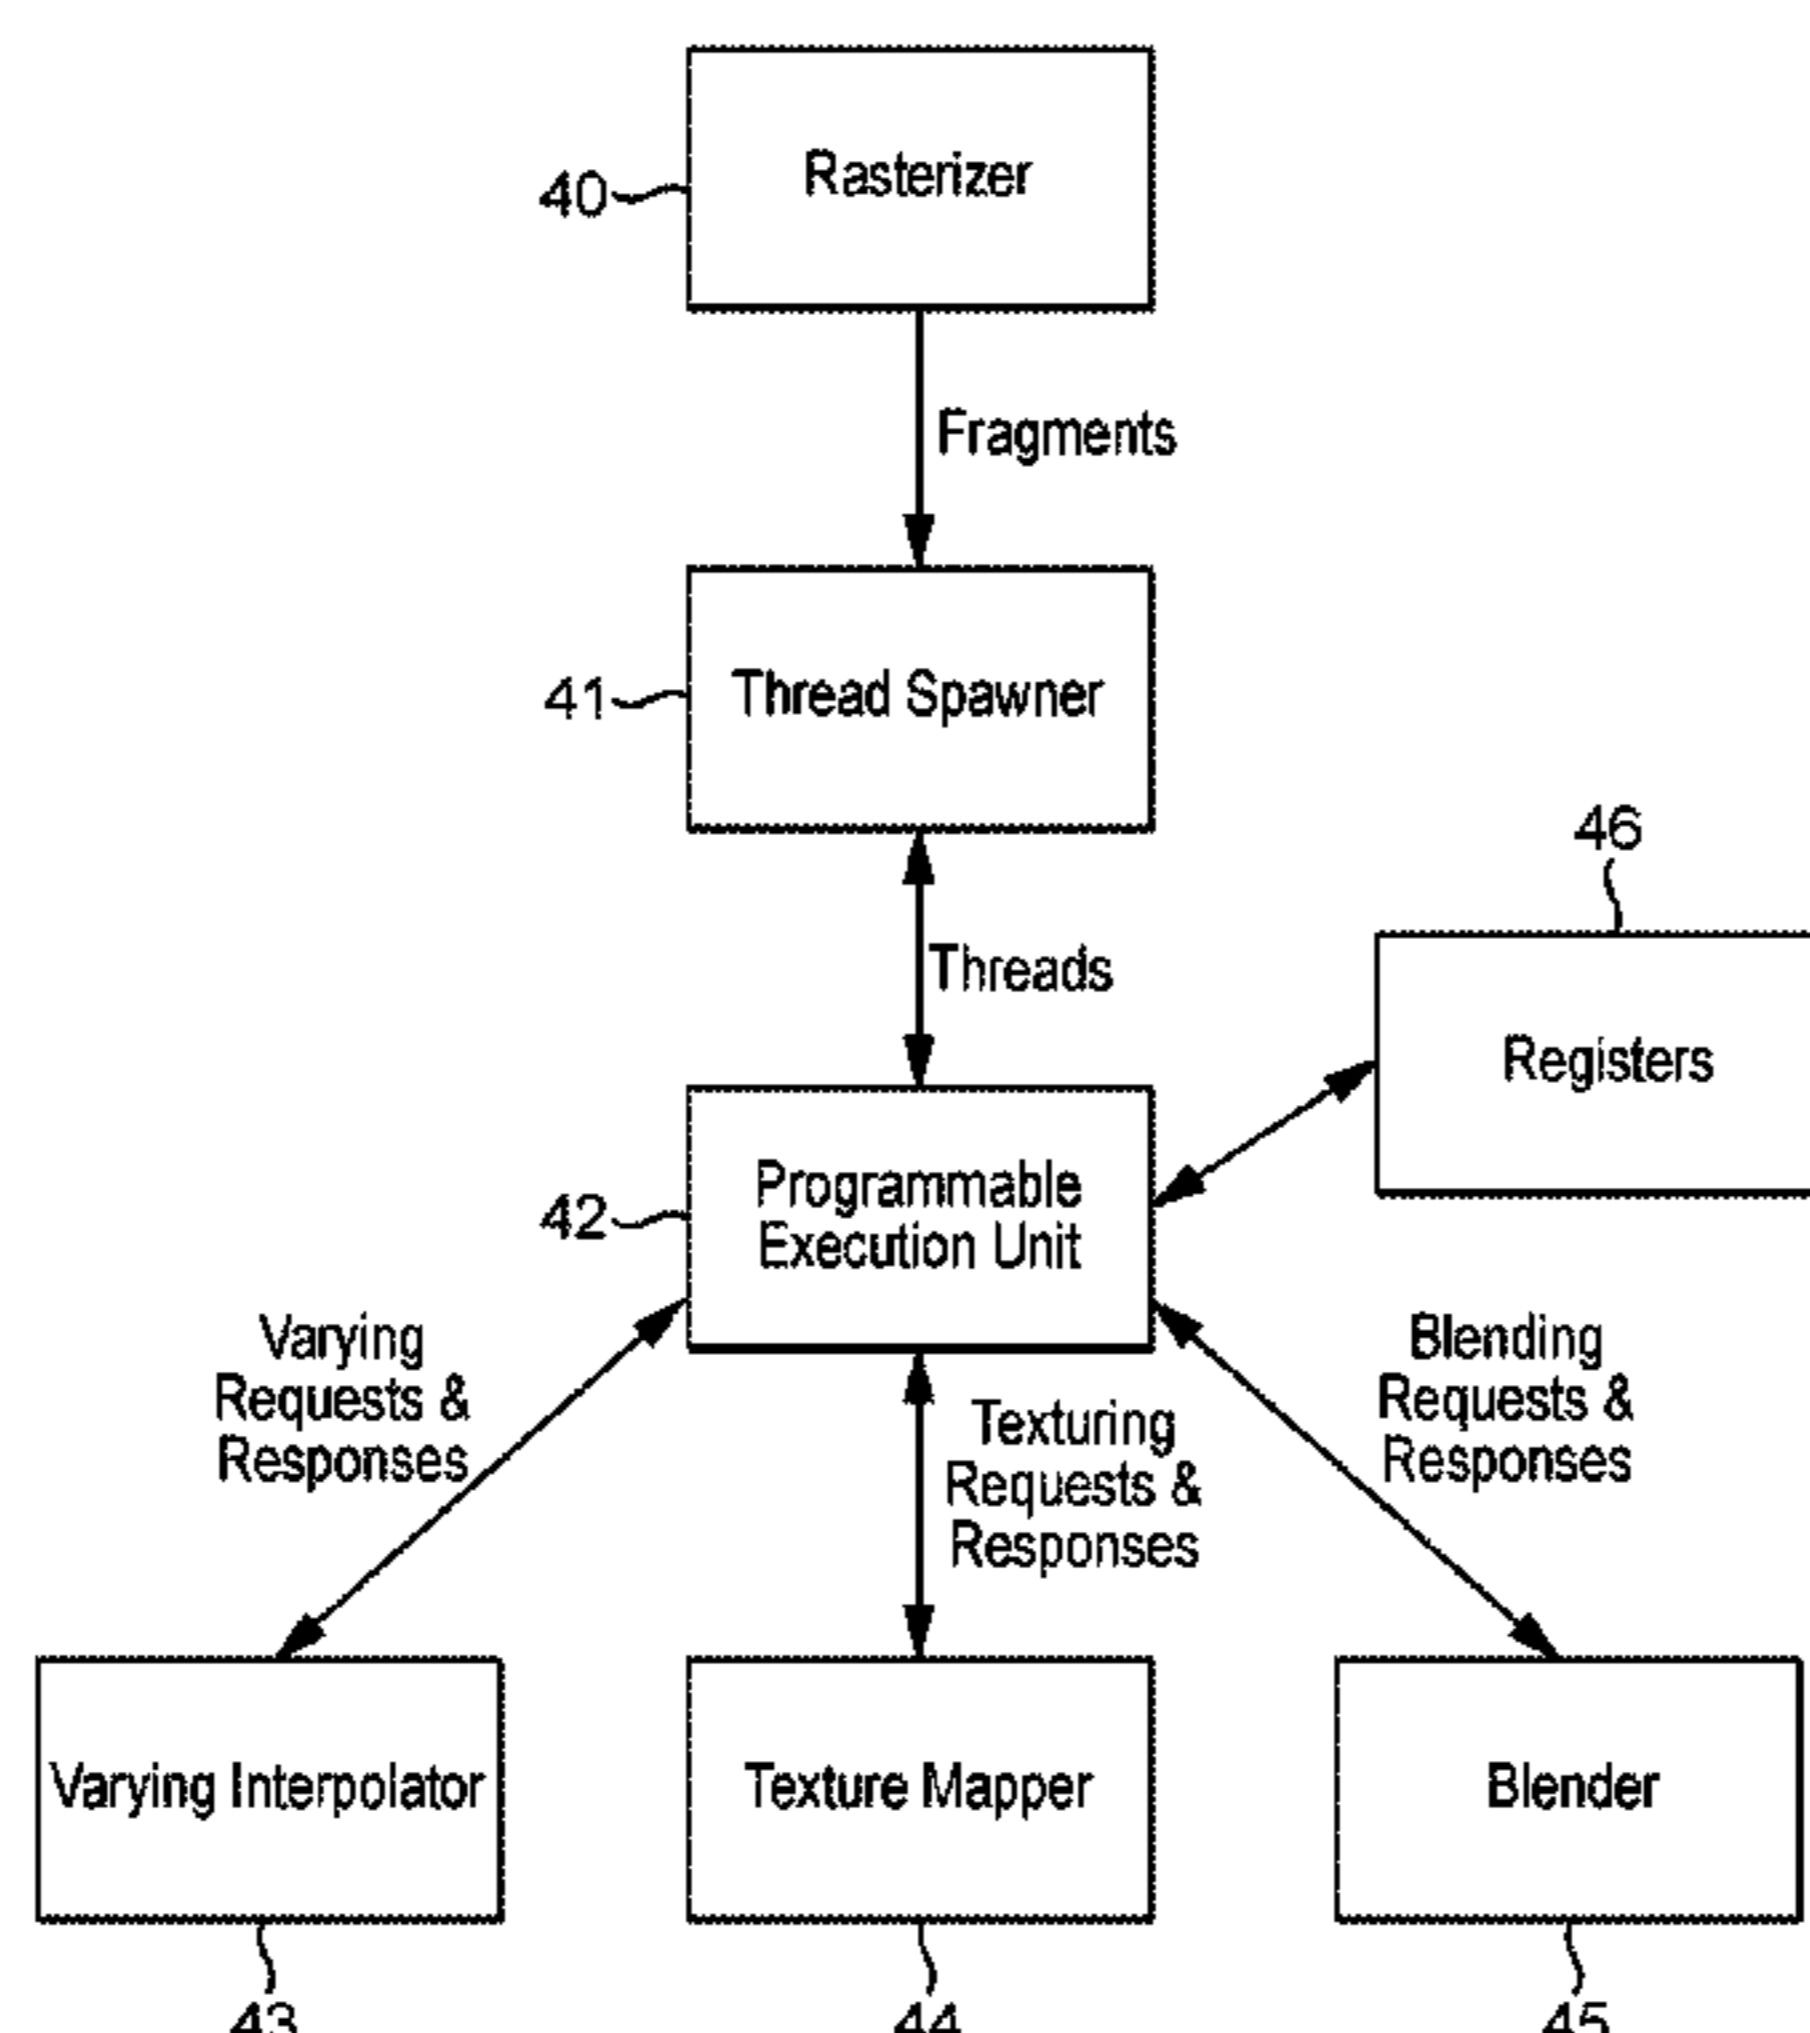 Rasterizer
40
Fragments
Thread Spawner
41
46
Threads
Registers
Programmable
Execution Unit
42
Varying
Requests &
Responses
Texturing
Requests &
Responses
Blending
Requests &
Responses
Varying Interpolator
Texture Mapper
Blender
43
44
45